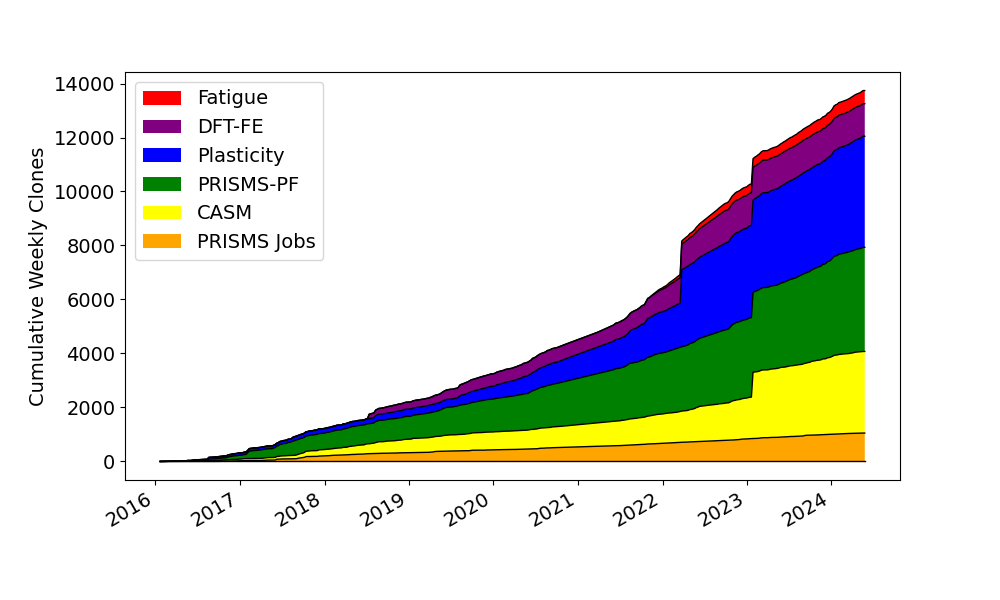 14000
12000
10000
8000
6000
4000
2000
0
Cumulative Weekly Clones
Fatigue
DFT-FE
Plasticity
PRISMS-PF
CASM
PRISMS Jobs
2016 2017 2018 2019 2020 2021 2022 2023 2024